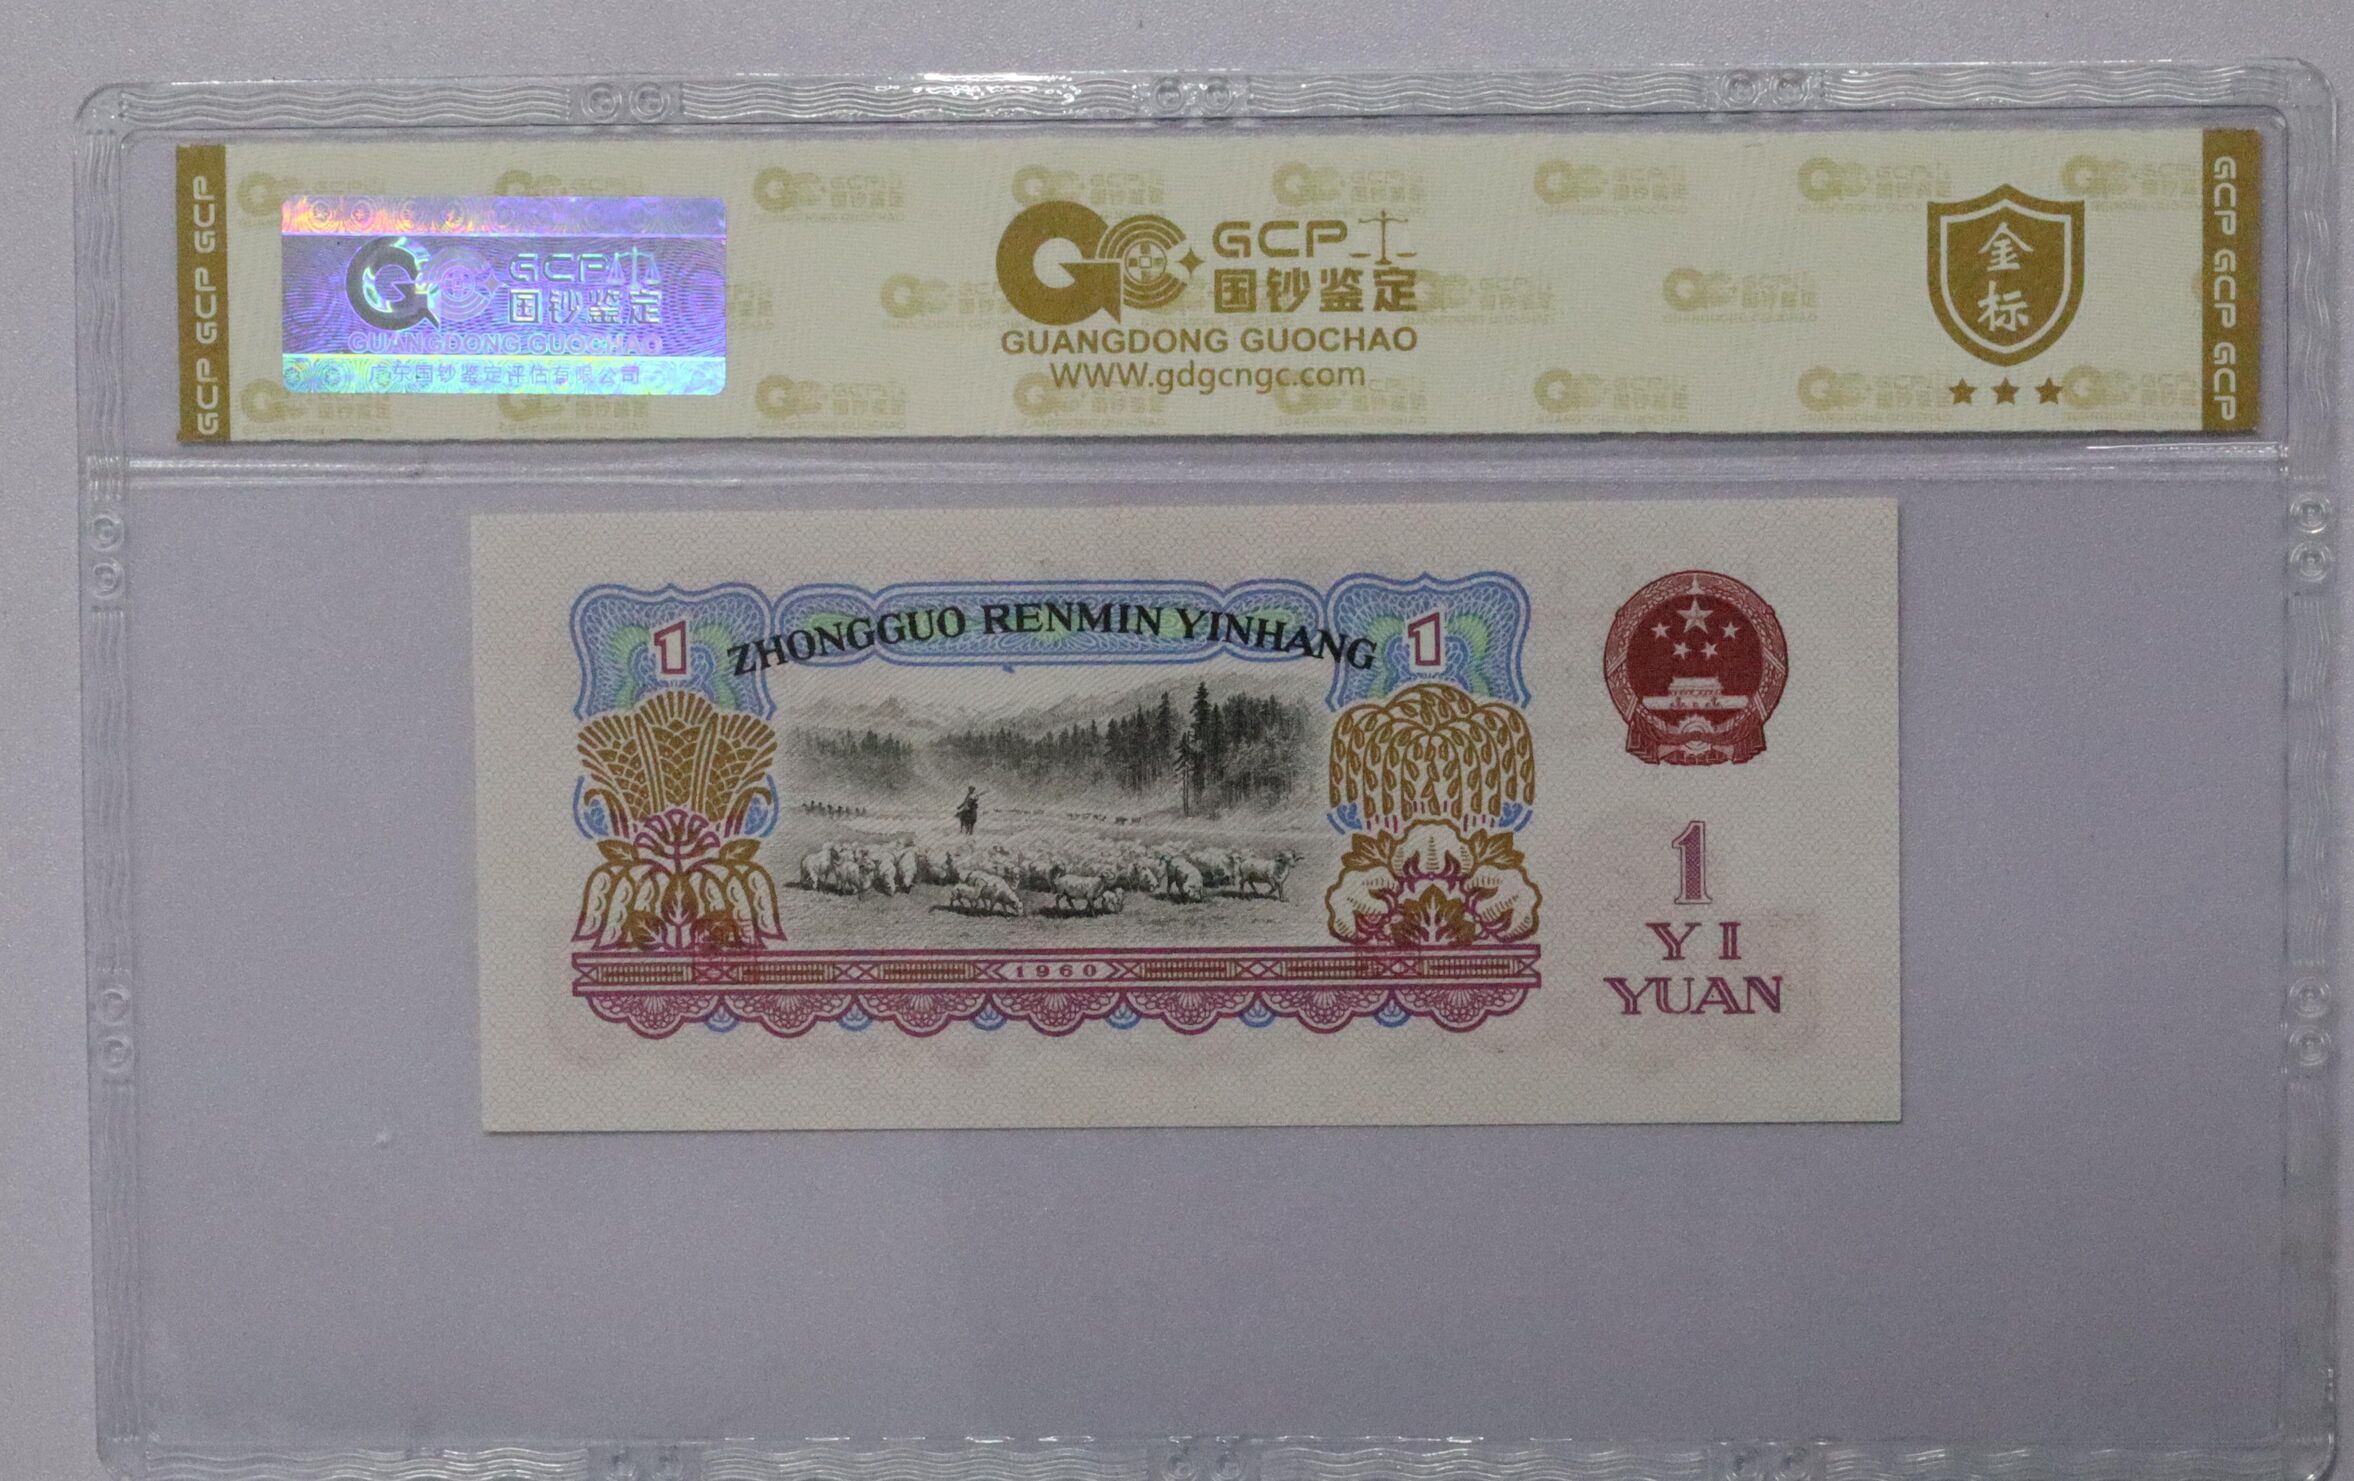 GCP GCP GCP
GCP
国钞鉴定
GUANGDONG GUOCHAO
广东国钞鉴定评估有限公司
GCP
国钞鉴定
GUANGDONG GUOCHAO
www.gdgcngc.com
金
标
GCP GCP GCP
1
ZHONGGUO RENMIN YINHANG
1
1960
1
YI
YUAN